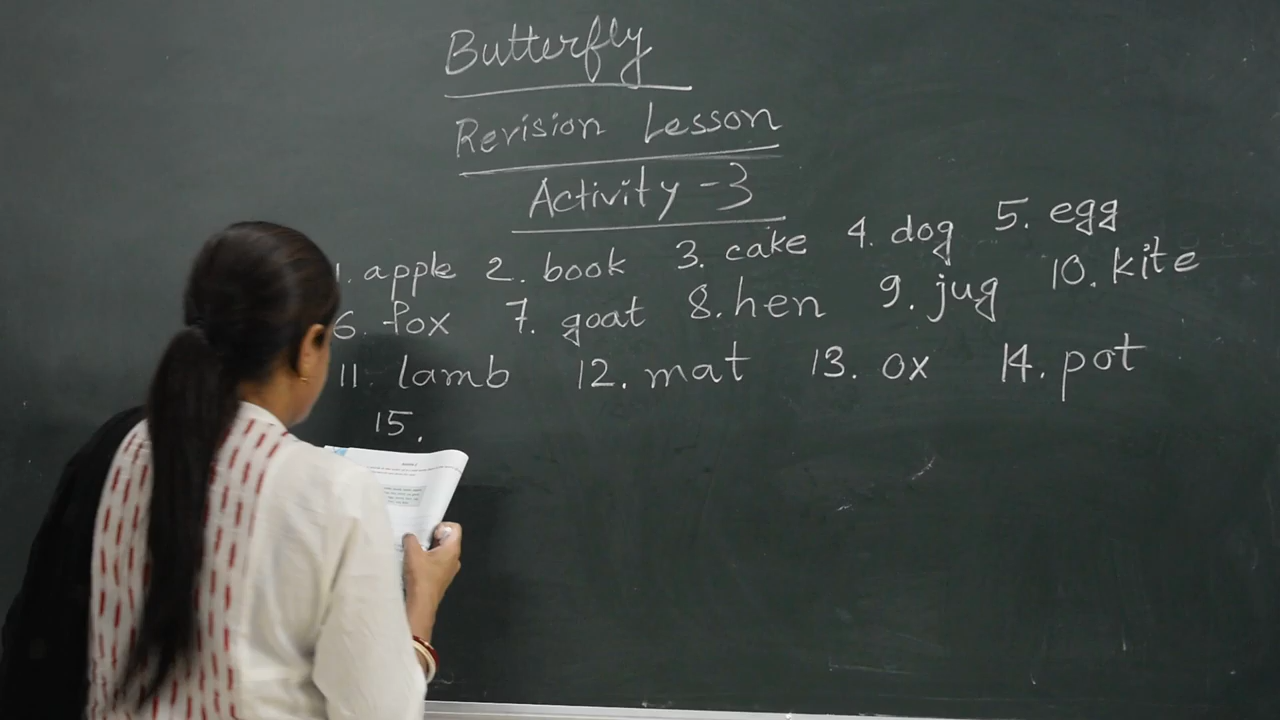 Butterfly
Revision Lesson
Activity - 3
1. apple 2. book 3. cake 4. dog 5. egg
6. fox 7. goat 8. hen 9. jug 10. kite
11. lamb 12. mat 13. ox 14. pot
15.